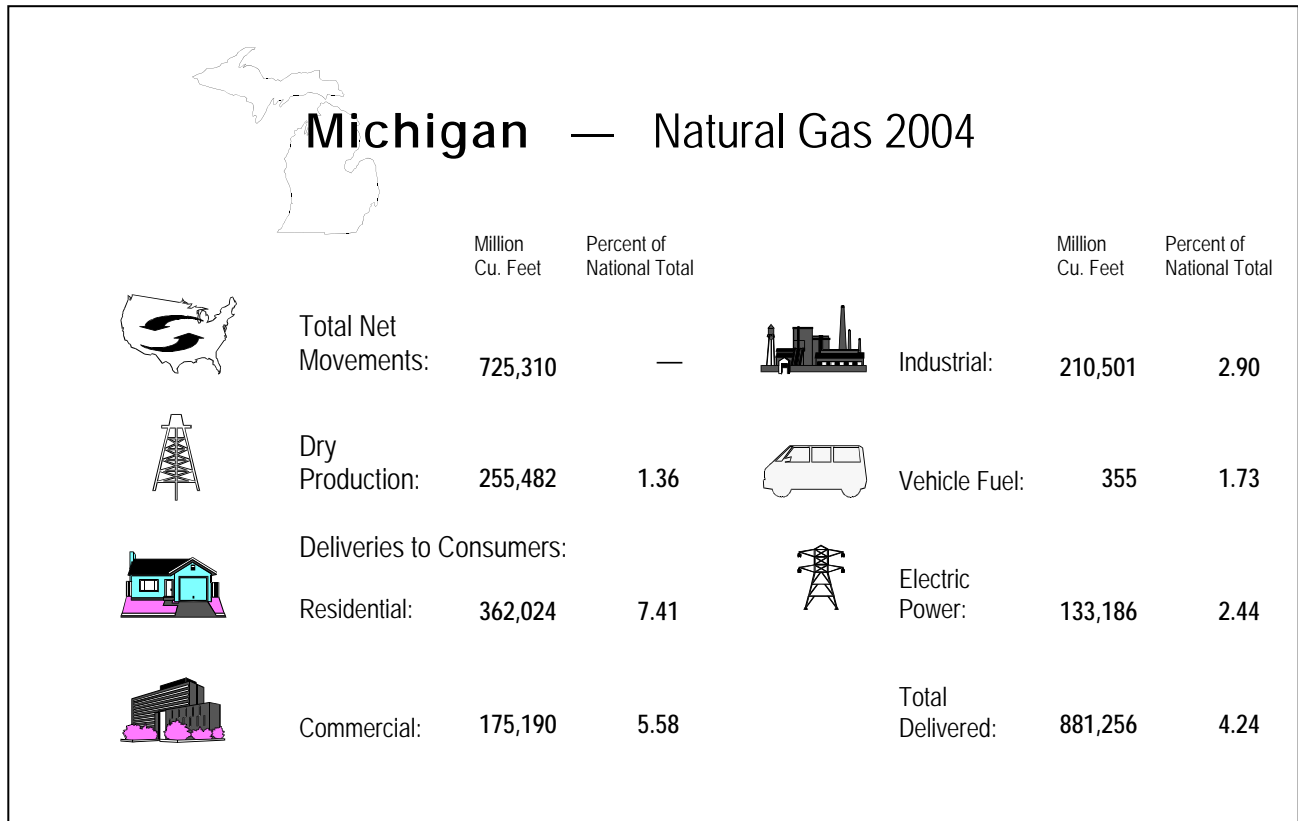 Michigan — Natural Gas 2004
Million Cu. Feet
Percent of National Total
Total Net Movements: 725,310 —
Dry Production: 255,482 1.36
Deliveries to Consumers:
Residential: 362,024 7.41
Commercial: 175,190 5.58
Million Cu. Feet
Percent of National Total
Industrial: 210,501 2.90
Vehicle Fuel: 355 1.73
Electric Power: 133,186 2.44
Total Delivered: 881,256 4.24